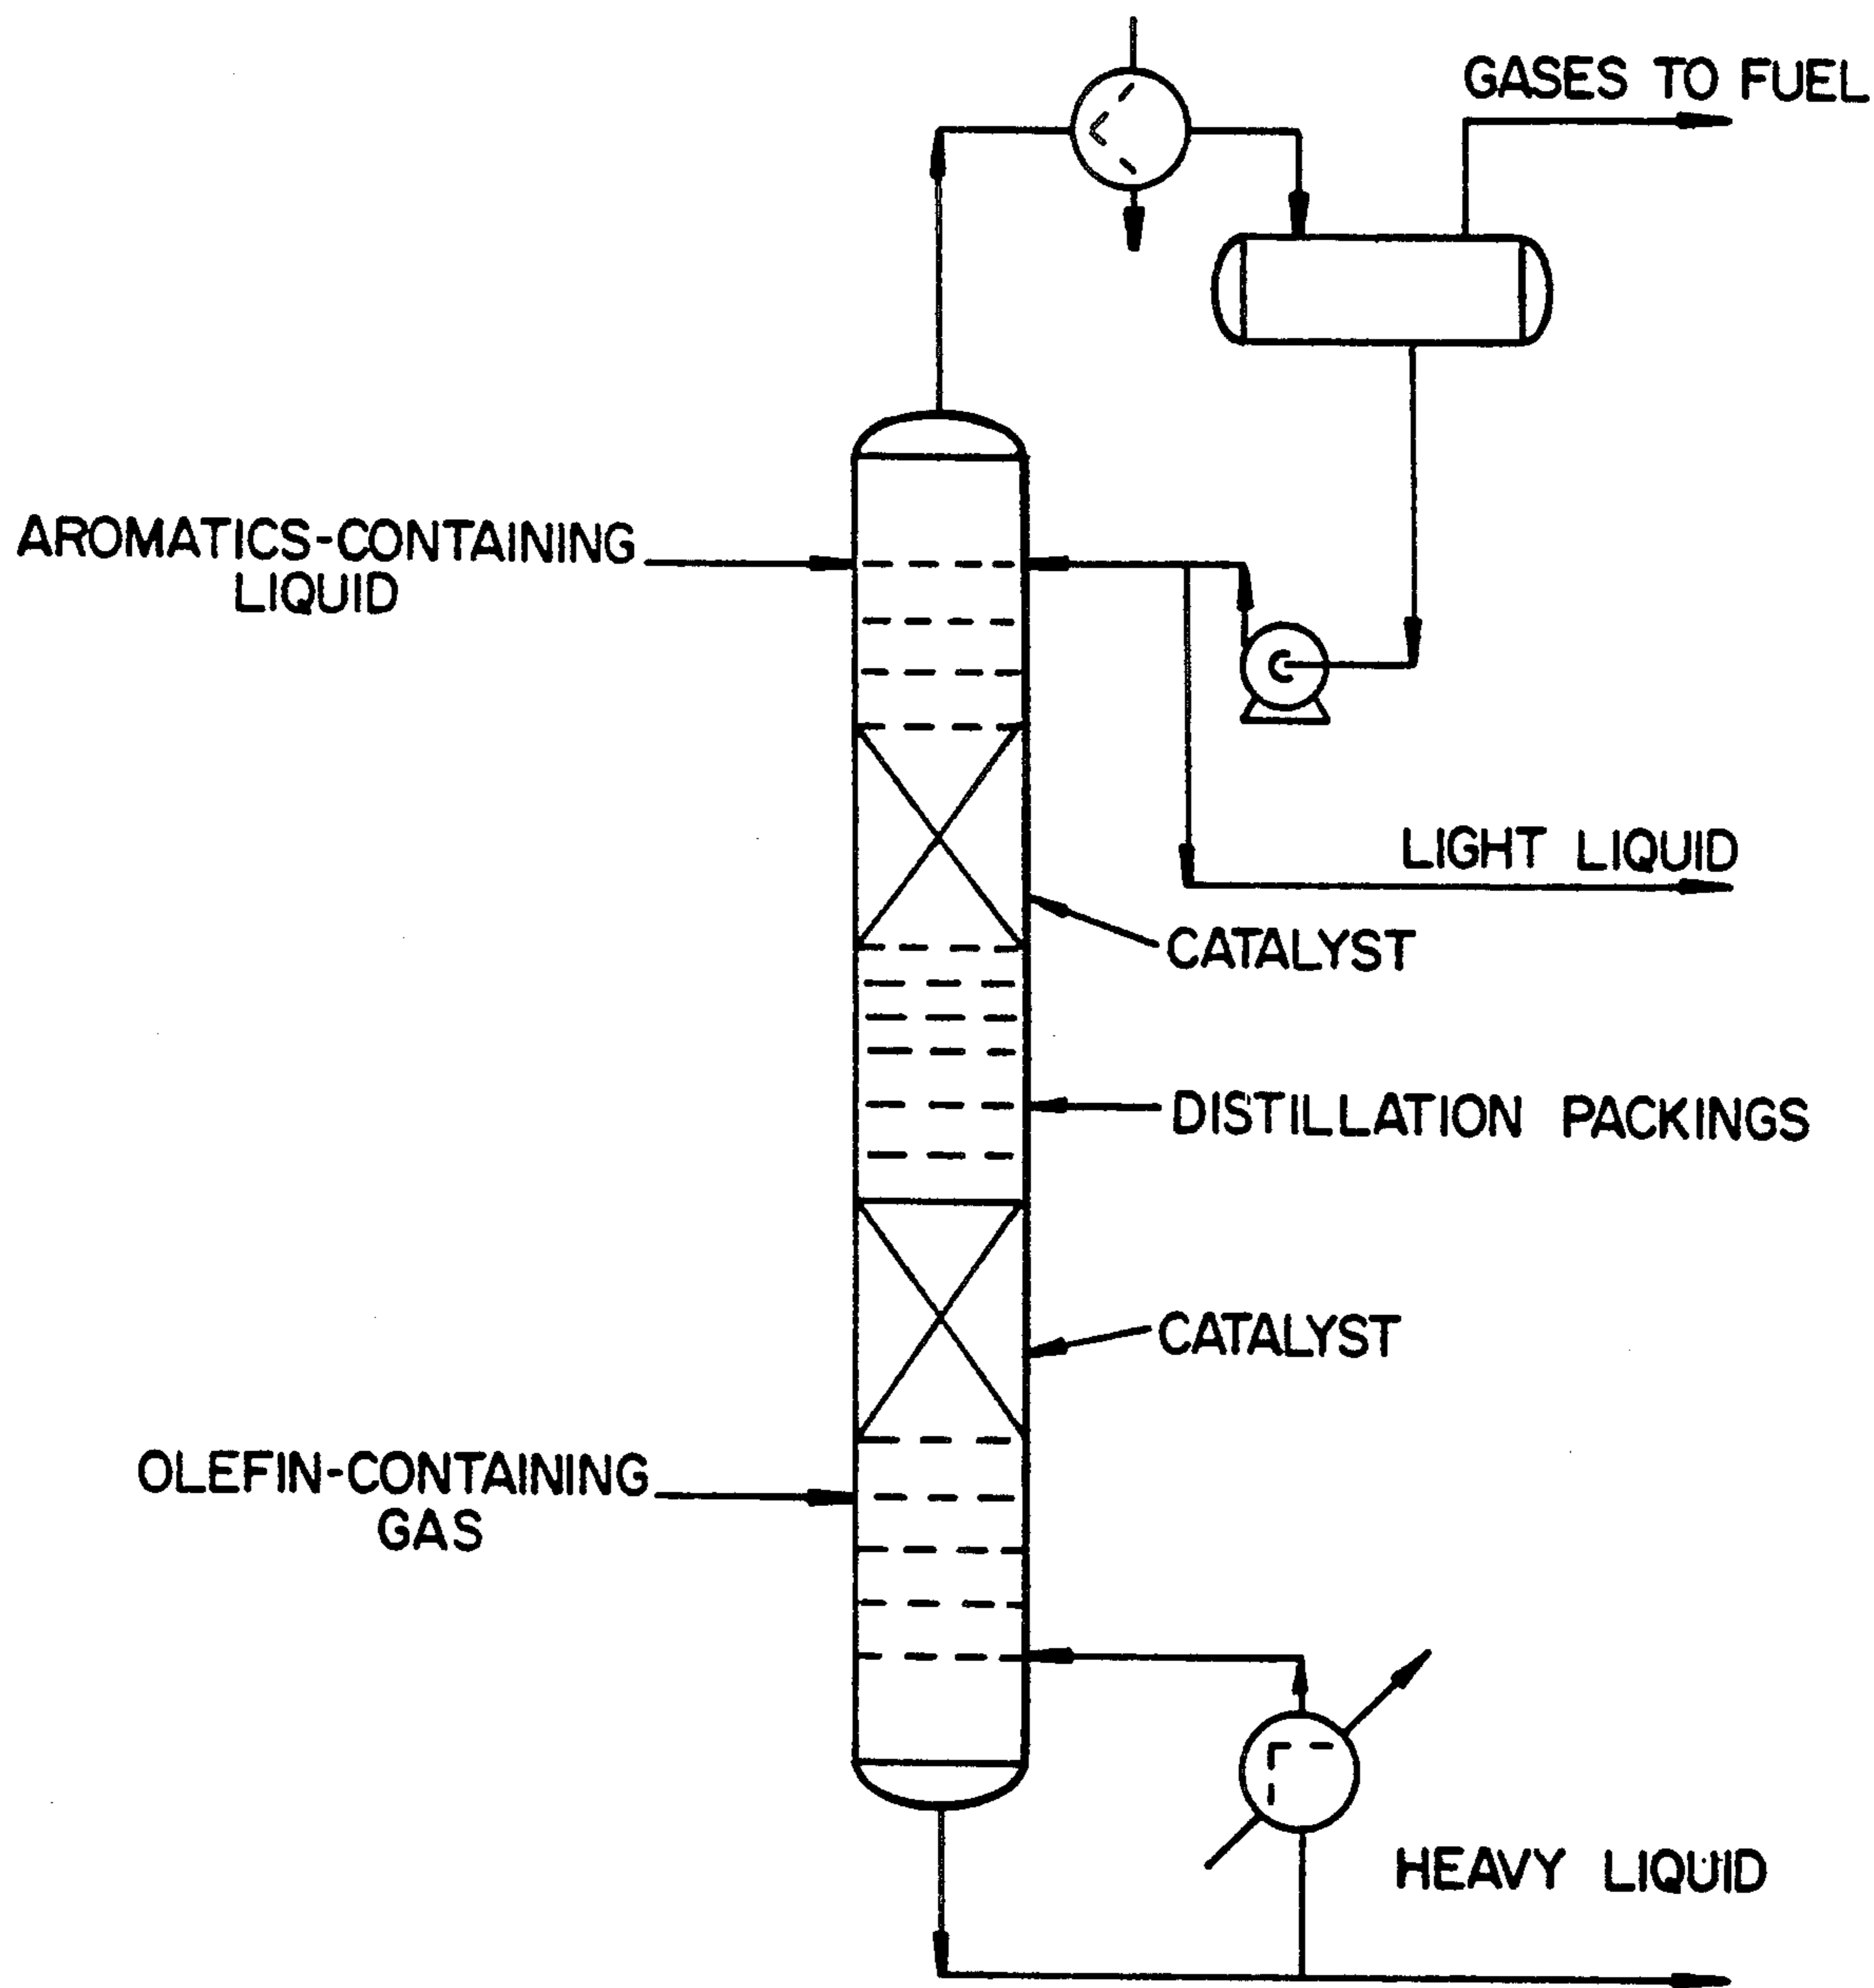 GASES TO FUEL
AROMATICS-CONTAINING
LIQUID
LIGHT LIQUID
CATALYST
DISTILLATION PACKINGS
CATALYST
OLEFIN-CONTAINING
GAS
HEAVY LIQUID